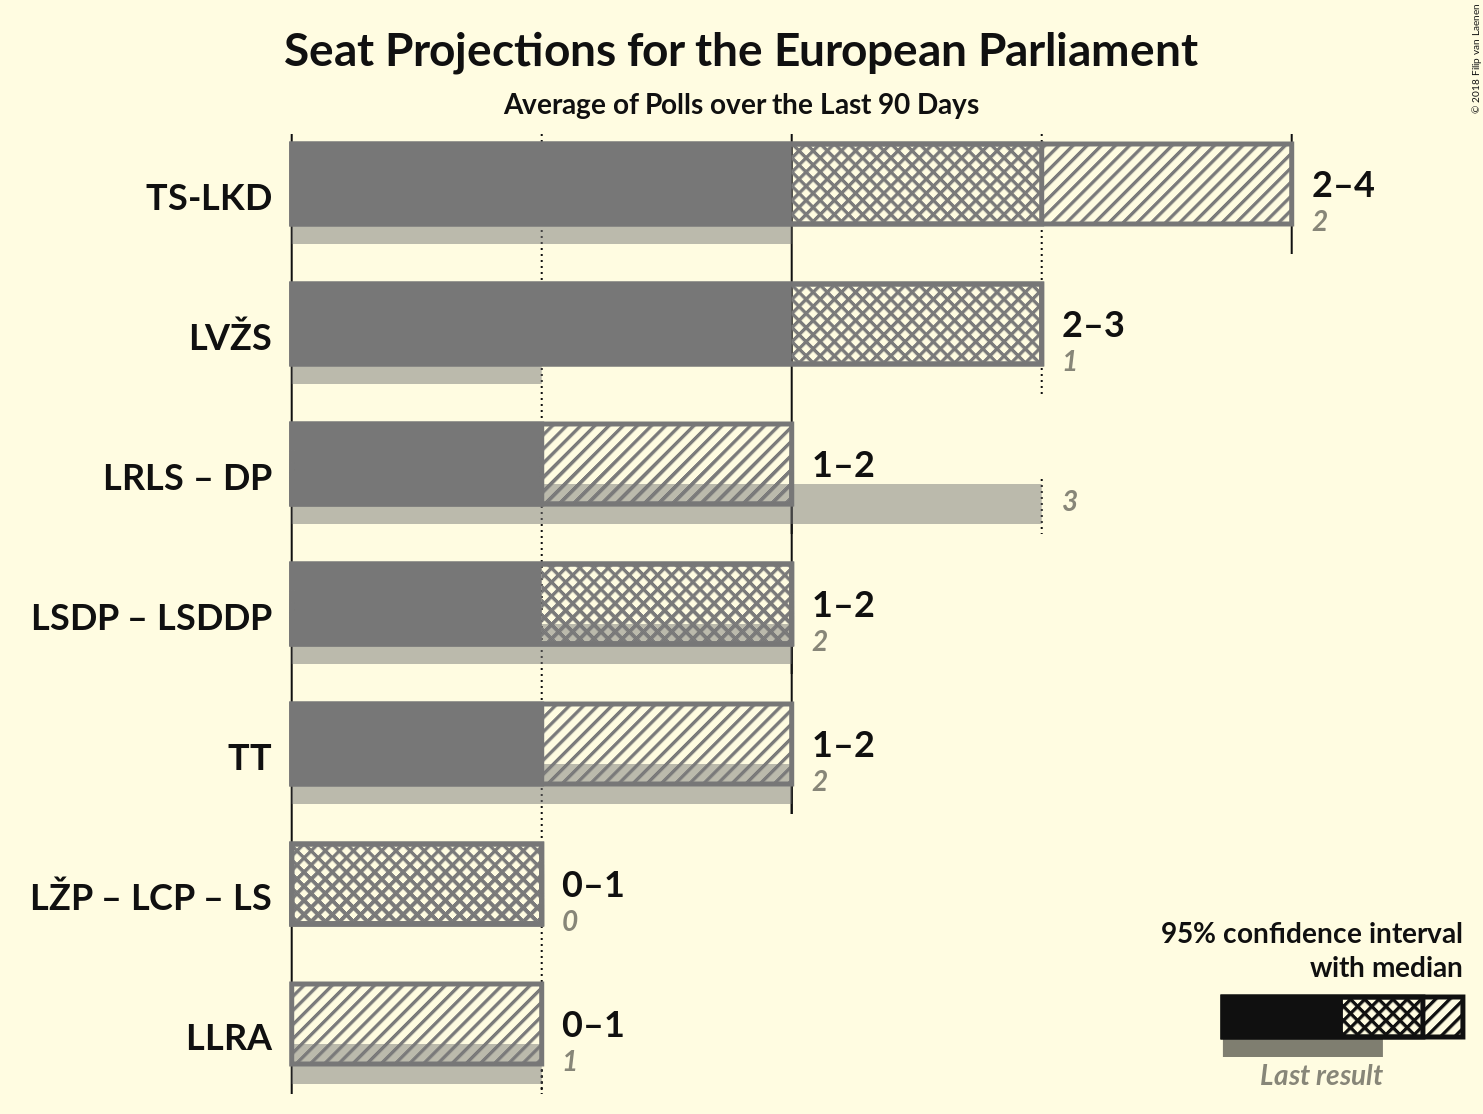 Seat Projections for the European Parliament
Average of Polls over the Last 90 Days
© 2018 Filip van Laenen
TS-LKD
2–4
2
LVŽS
2–3
1
LRLS – DP
1–2
3
LSDP – LSDDP
1–2
2
TT
1–2
2
LŽP – LCP – LS
0–1
0
LLRA
0–1
1
95% confidence interval
with median
Last result